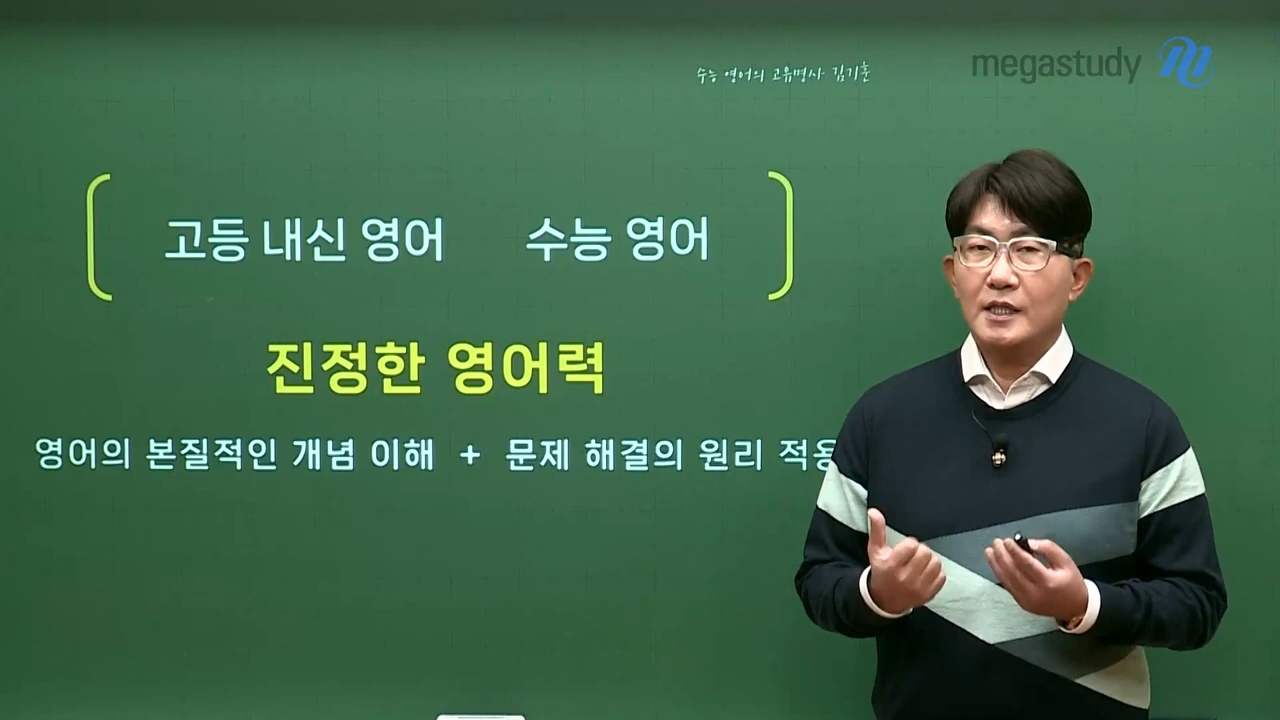 수능 영어의 고유명사 김기훈
megastudy
고등 내신 영어 수능 영어
진정한 영어력
영어의 본질적인 개념 이해 + 문제 해결의 원리 적용